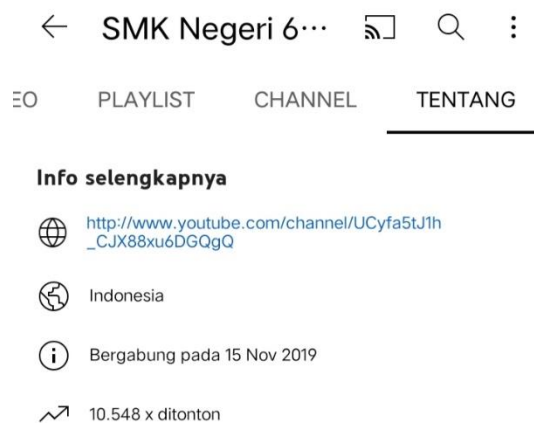 SMK Negeri 6...
EO PLAYLIST CHANNEL TENTANG
Info selengkapnya
http://www.youtube.com/channel/UCyfa5tJ1h
_CJX88xu6DGQgQ
Indonesia
Bergabung pada 15 Nov 2019
10.548 x ditonton